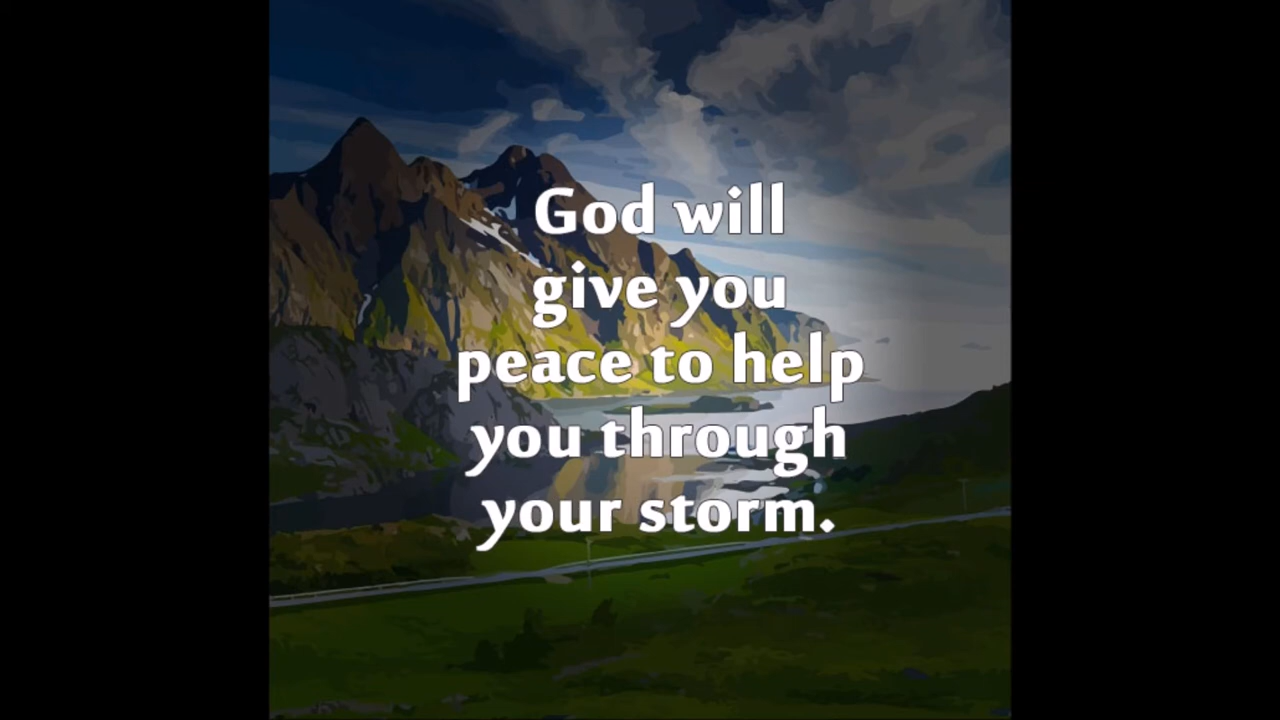 God will
give you
peace to help
you through
your storm.